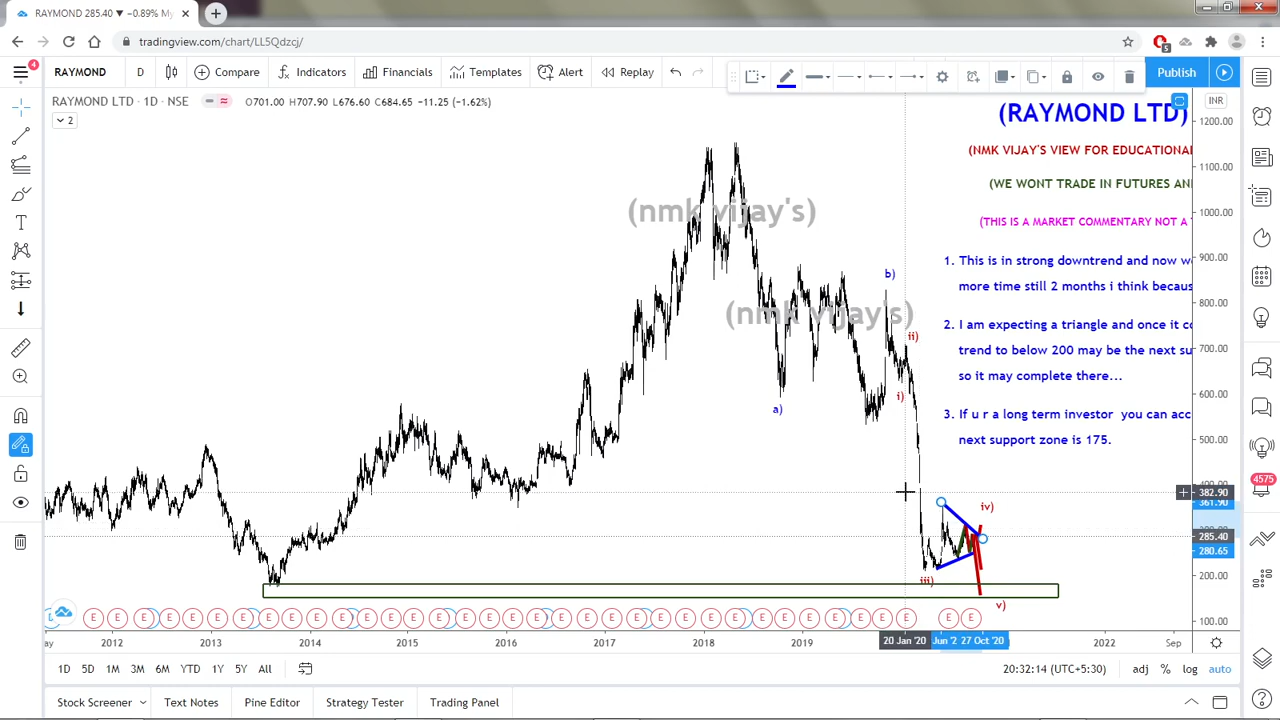 RAYMOND 285.40 ▼ −0.89% My
tradingview.com/chart/LL5Qdzcj/
5
4
RAYMOND D Compare Indicators Financials Templates Alert Replay Publish
RAYMOND LTD · 1D · NSE O701.00 H707.90 L676.60 C684.65 −11.25 (−1.62%)
2
INR
(RAYMOND LTD)
(NMK VIJAY'S VIEW FOR EDUCATIONAL
(WE WONT TRADE IN FUTURES AN
(THIS IS A MARKET COMMENTARY NOT A
1. This is in strong downtrend and now w
more time still 2 months i think becaus
2. I am expecting a triangle and once it c
trend to below 200 may be the next su
so it may complete there...
3. If u r a long term investor you can acc
next support zone is 175.
(nmk vijay's)
(nmk vijay's)
b)
ii)
i)
a)
iv)
iii)
v)
1200.00
1100.00
1000.00
900.00
800.00
700.00
600.00
500.00
382.90
361.90
285.40
280.65
200.00
100.00
4575
E E E E E E E E E E E E E E E E E E E E E E E E E E E E E E E E E E
2012 2013 2014 2015 2016 2017 2018 2019 20 Jan '20 Jun '2 27 Oct '20 2022 Sep
1D 5D 1M 3M 6M YTD 1Y 5Y All 20:32:14 (UTC+5:30) adj % log auto
Stock Screener Text Notes Pine Editor Strategy Tester Trading Panel